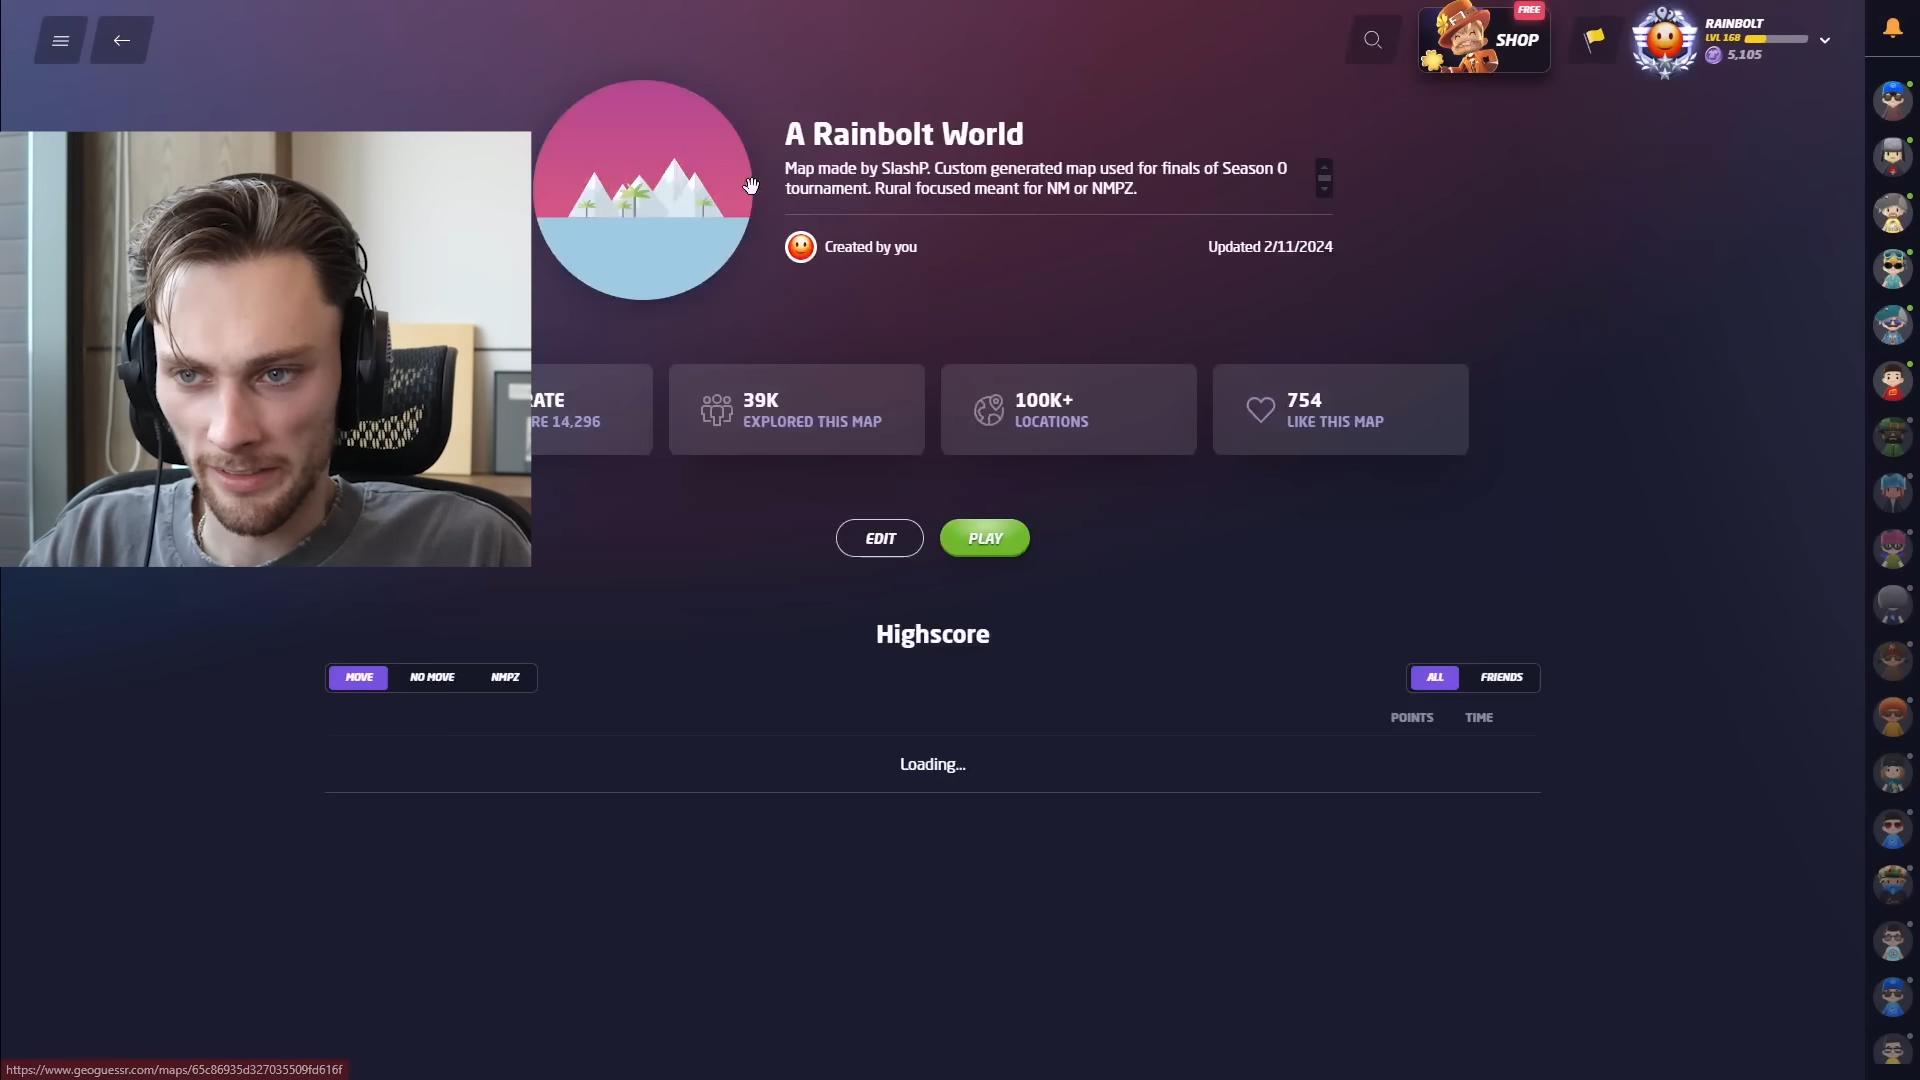 FREE
SHOP
RAINBOLT
LVL 168
5,105
A Rainbolt World
Map made by SlashP. Custom generated map used for finals of Season 0
tournament. Rural focused meant for NM or NMPZ.
Created by you
Updated 2/11/2024
RATE
RE 14,296
39K
EXPLORED THIS MAP
100K+
LOCATIONS
754
LIKE THIS MAP
EDIT
PLAY
Highscore
MOVE
NO MOVE
NMPZ
ALL
FRIENDS
POINTS
TIME
Loading...
https://www.geoguessr.com/maps/65c86935d327035509fd616f